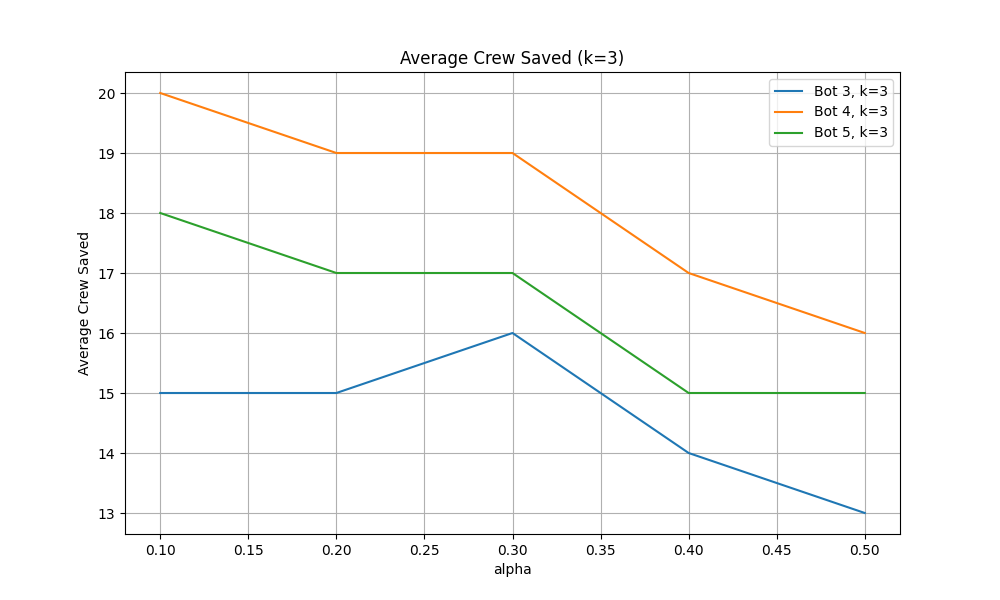 Average Crew Saved (k=3)
Bot 3, k=3
Bot 4, k=3
Bot 5, k=3
Average Crew Saved
20
19
18
17
16
15
14
13
0.10 0.15 0.20 0.25 0.30 0.35 0.40 0.45 0.50
alpha